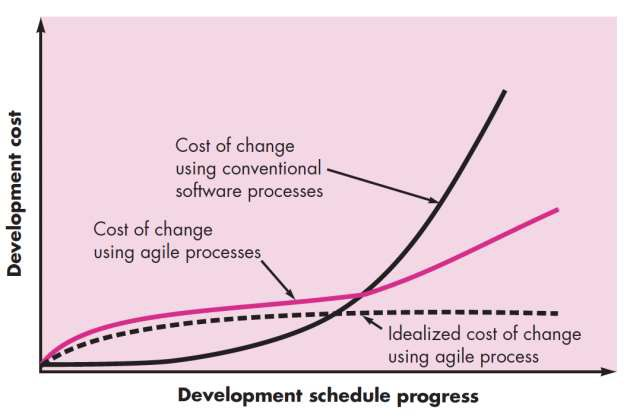 Development cost
Cost of change
using conventional
software processes
Cost of change
using agile processes
Idealized cost of change
using agile process
Development schedule progress